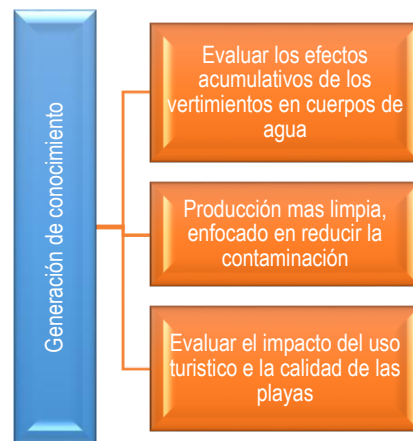 Generación de conocimiento
Evaluar los efectos
acumulativos de los
vertimientos en cuerpos de
agua
Producción mas limpia,
enfocado en reducir la
contaminación
Evaluar el impacto del uso
turistico e la calidad de las
playas